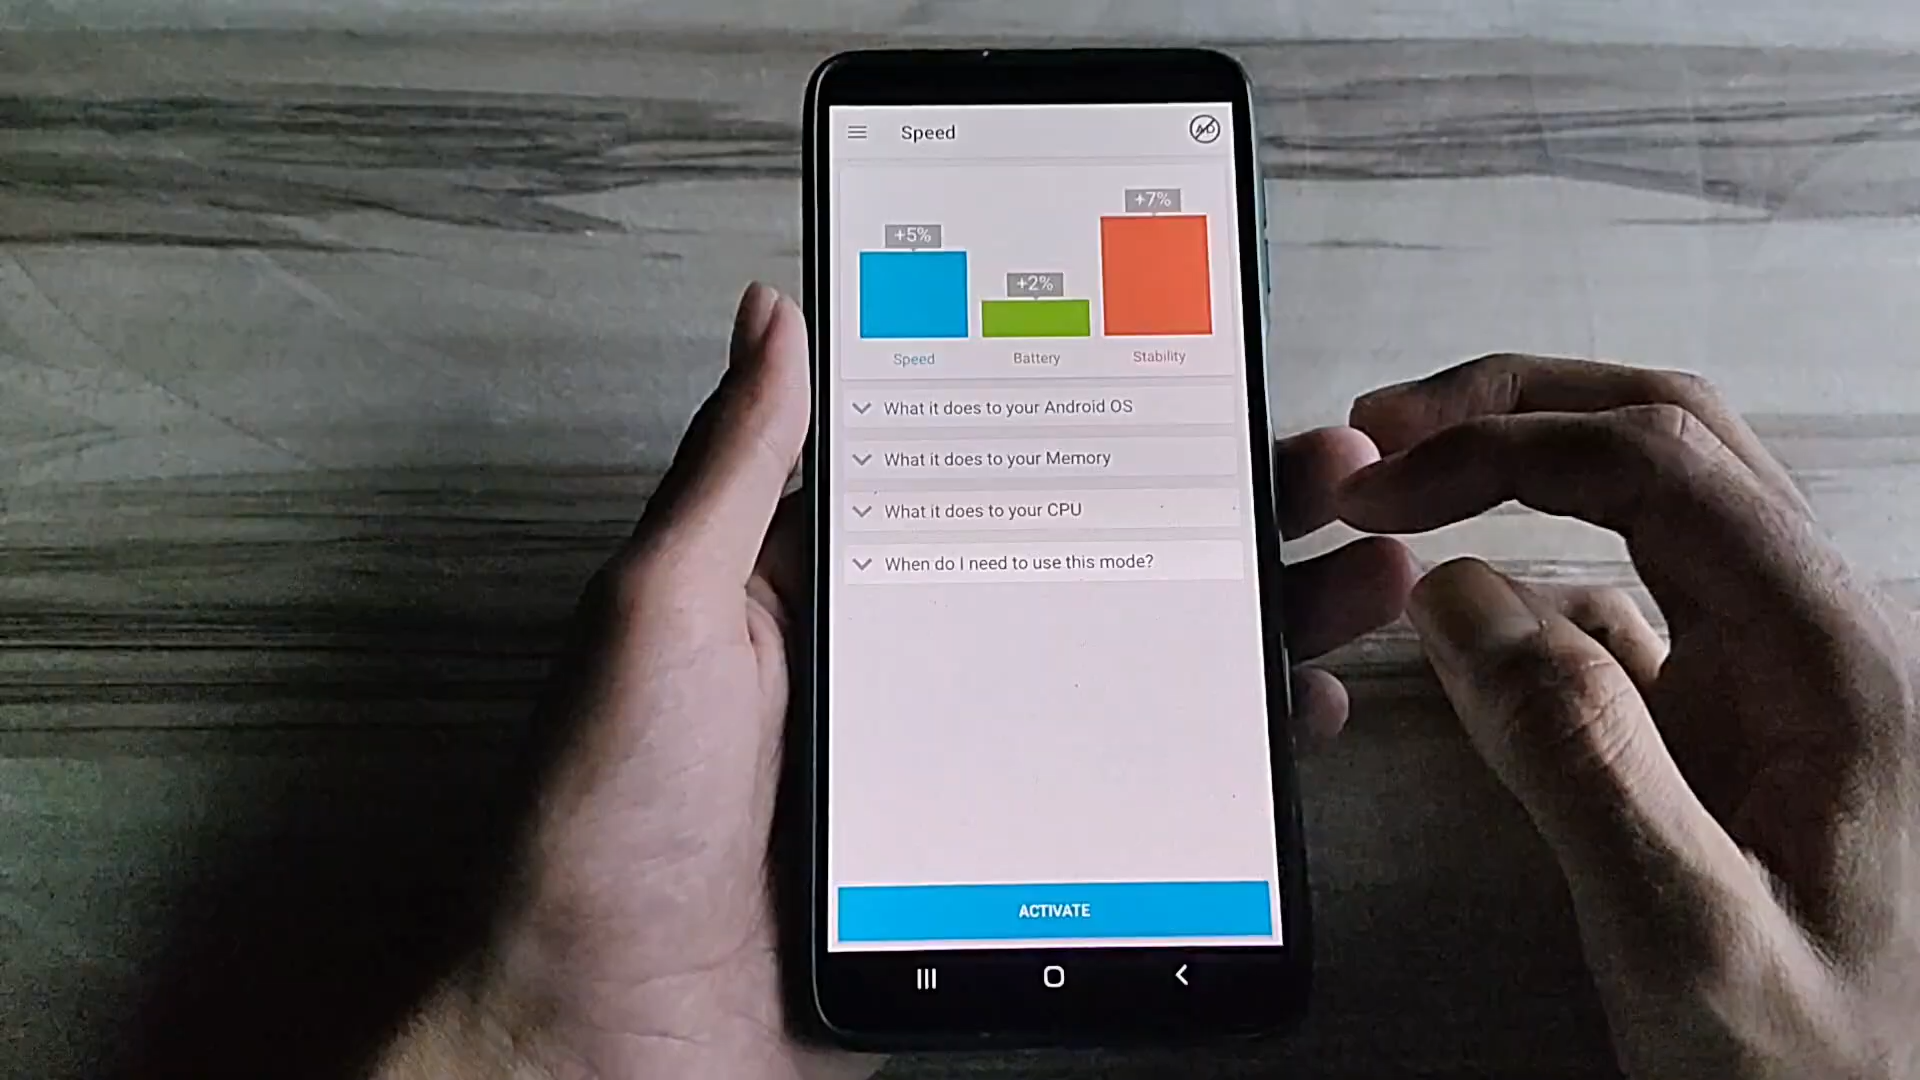 Speed
AD
+5%
+2%
+7%
Speed
Battery
Stability
What it does to your Android OS
What it does to your Memory
What it does to your CPU
When do I need to use this mode?
ACTIVATE